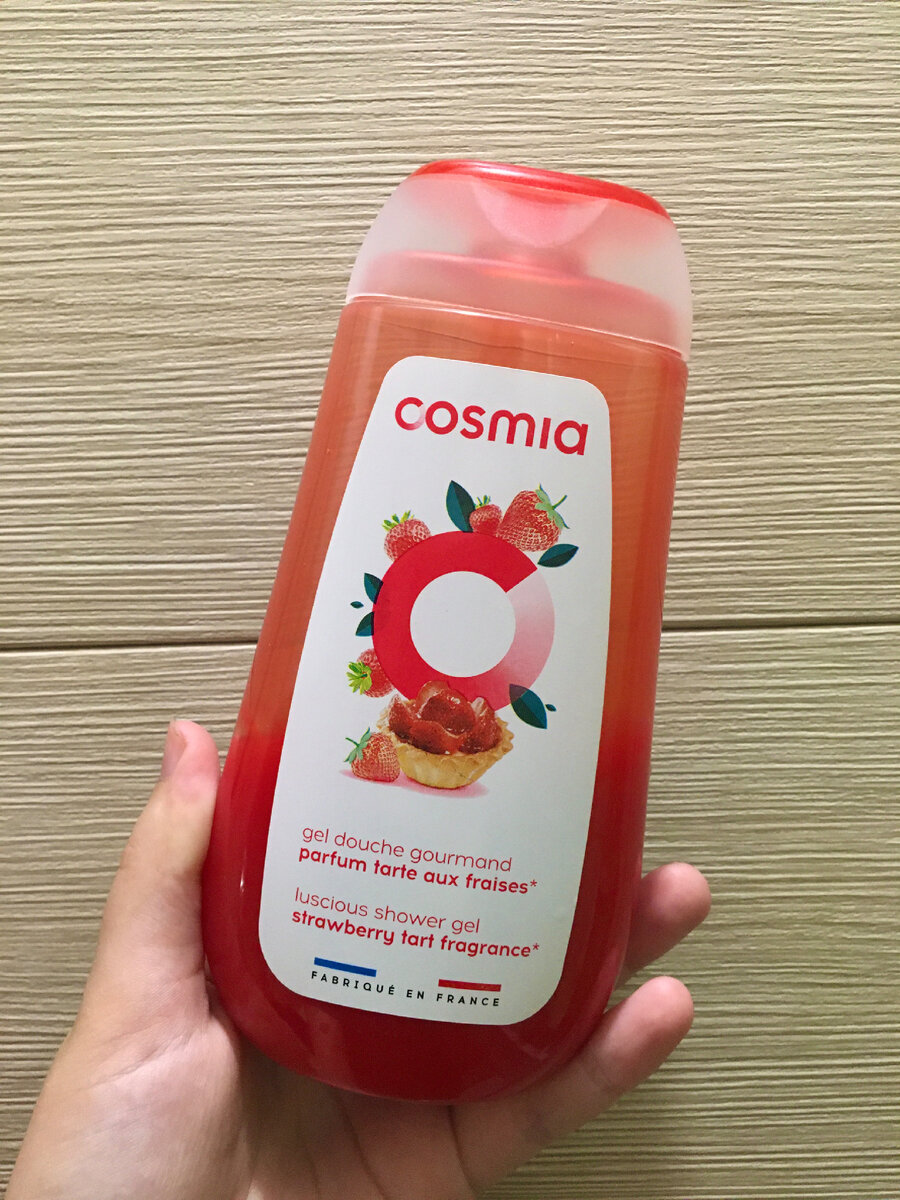 cosmia
gel douche gourmand
parfum tarte aux fraises*
luscious shower gel
strawberry tart fragrance*
FABRIQUÉ EN FRANCE